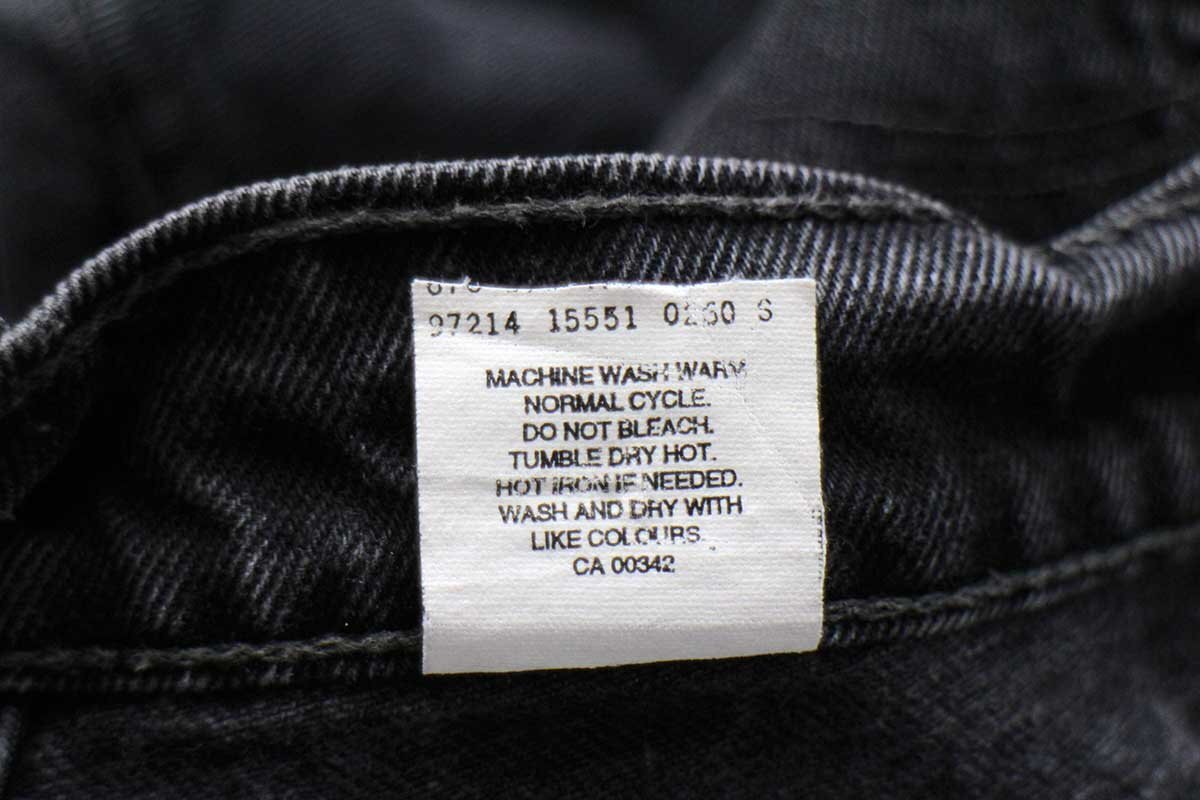 97214 15551 0260 S
MACHINE WASH WARM
NORMAL CYCLE.
DO NOT BLEACH.
TUMBLE DRY HOT.
HOT IRON IF NEEDED.
WASH AND DRY WITH
LIKE COLOURS.
CA 00342